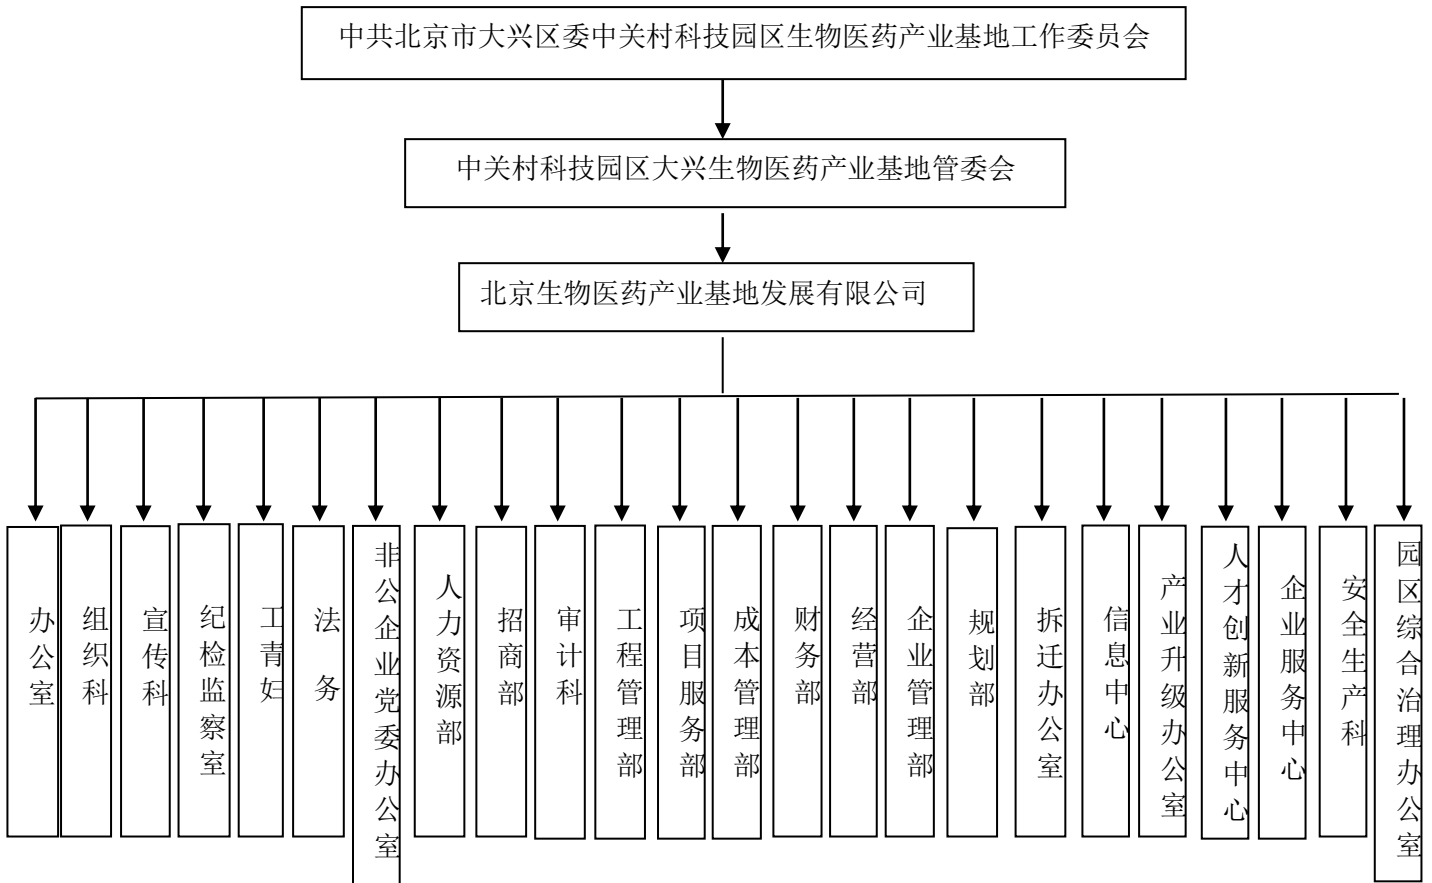 中共北京市大兴区委中关村科技园区生物医药产业基地工作委员会
中关村科技园区大兴生物医药产业基地管委会
北京生物医药产业基地发展有限公司
办公室
组织科
宣传科
纪检监察室
工青妇
法 务
非公企业党委办公室
人力资源部
招商部
审计科
工程管理部
项目服务部
成本管理部
财务部
经营部
企业管理部
规划部
拆迁办公室
信息中心
产业升级办公室
人才创新服务中心
企业服务中心
安全生产科
园区综合治理办公室